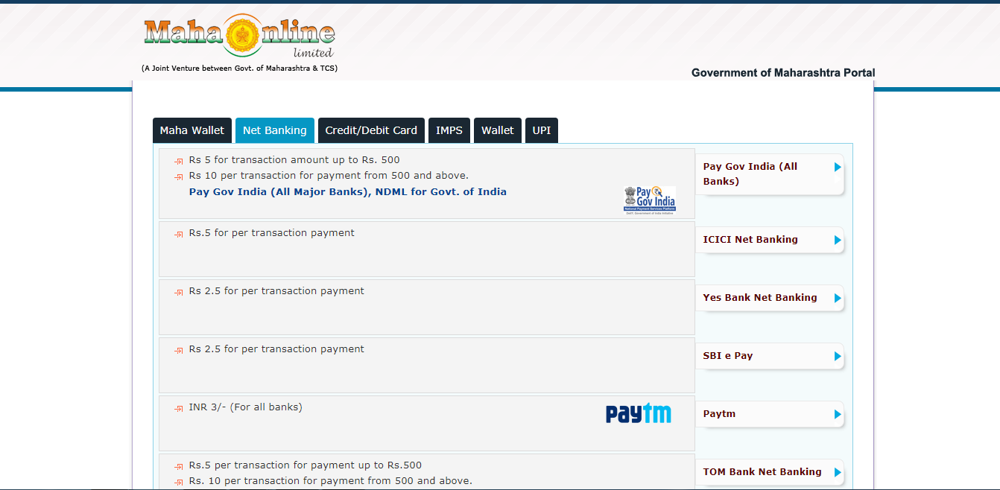 Maha Online
limited
(A Joint Venture between Govt. of Maharashtra & TCS)
Government of Maharashtra Portal
Maha Wallet Net Banking Credit/Debit Card IMPS Wallet UPI
Rs 5 for transaction amount up to Rs. 500
Rs 10 per transaction for payment from 500 and above.
Pay Gov India (All Major Banks), NDML for Govt. of India
Pay
Gov India
National Payment Services Platform
Pay Gov India (All
Banks)
Rs.5 for per transaction payment
ICICI Net Banking
Rs 2.5 for per transaction payment
Yes Bank Net Banking
Rs 2.5 for per transaction payment
SBI e Pay
INR 3/- (For all banks)
paytm
Paytm
Rs.5 per transaction for payment up to Rs.500
Rs. 10 per transaction for payment from 500 and above.
TOM Bank Net Banking